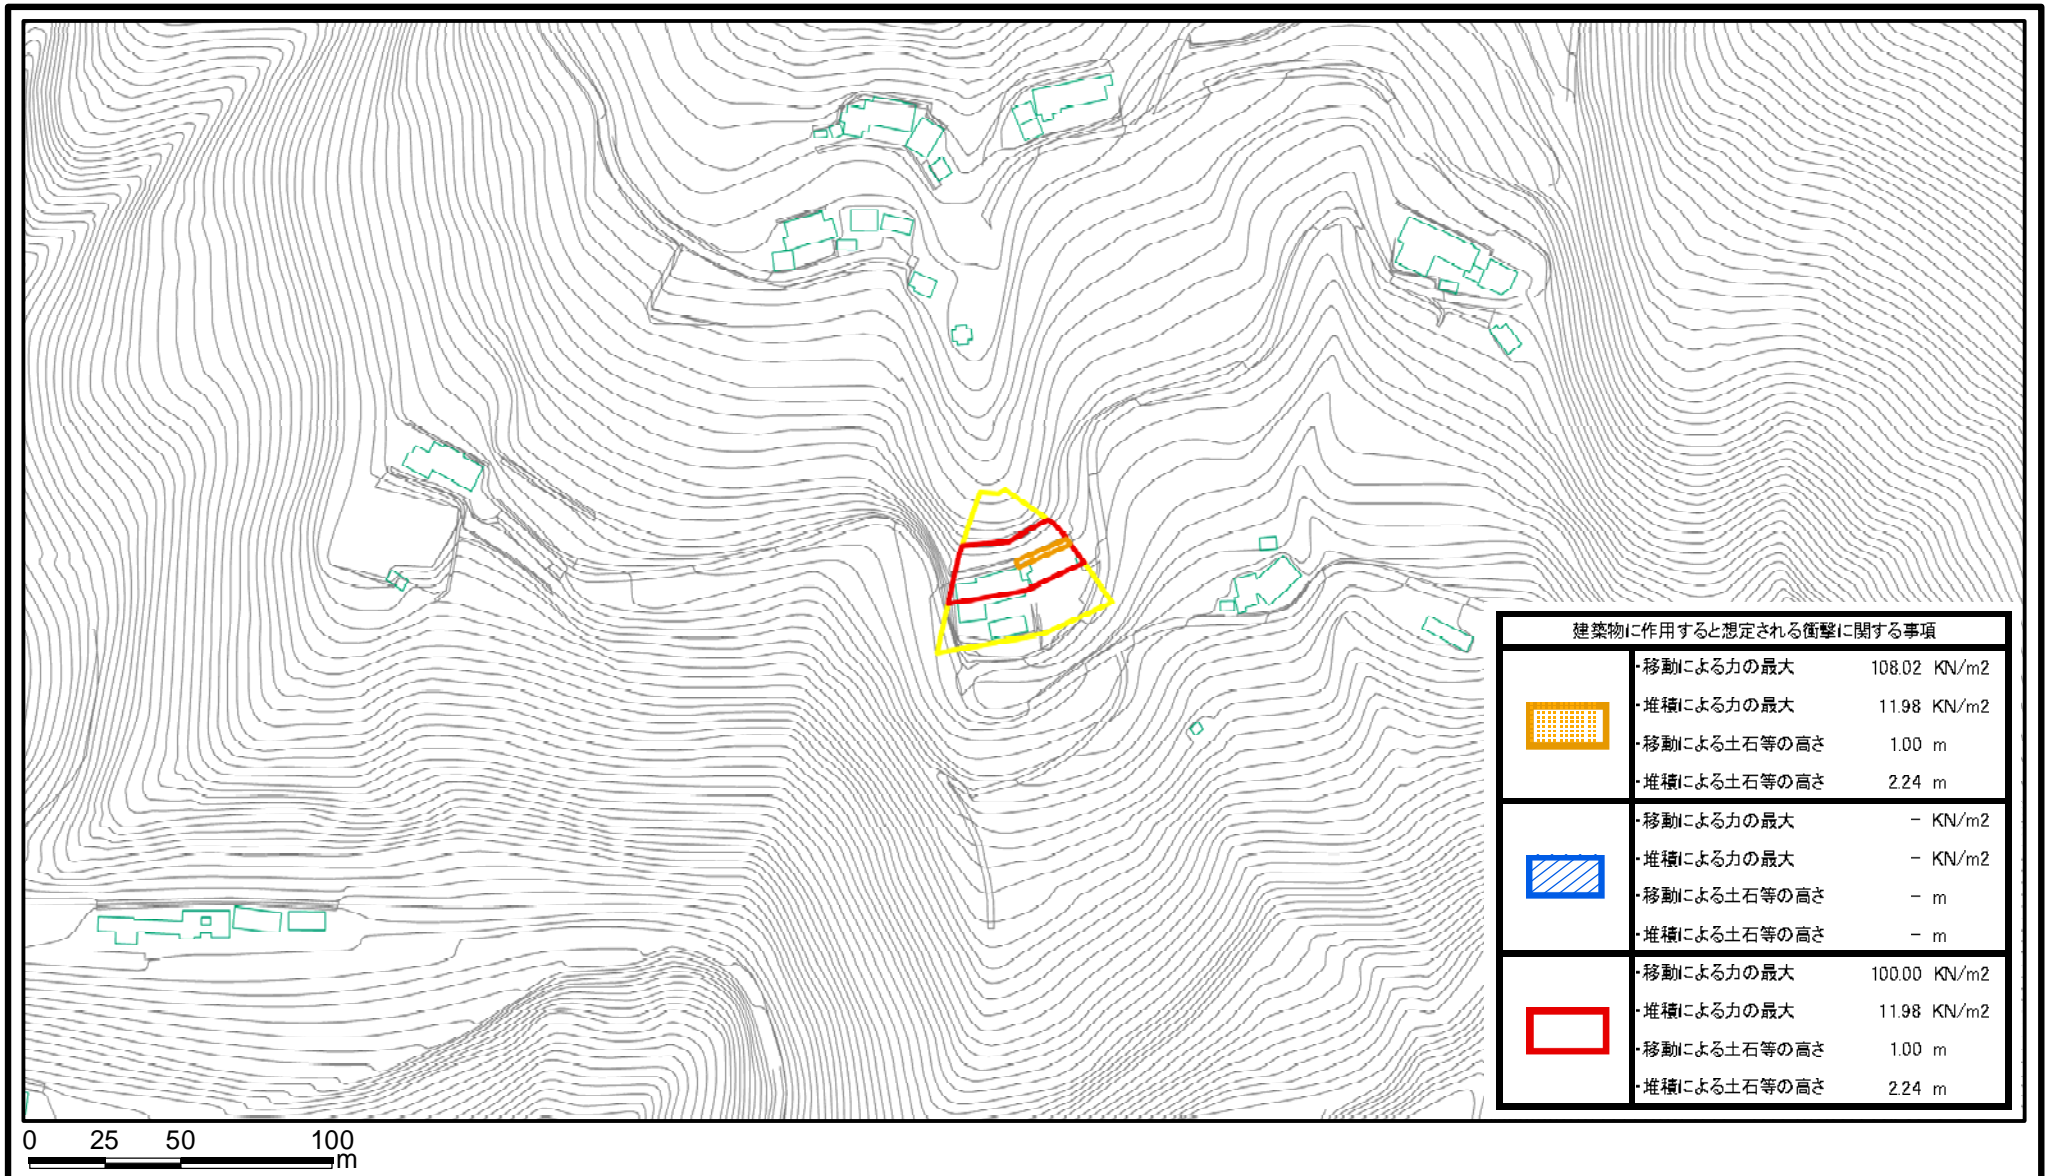 建築物に作用すると想定される衝撃に関する事項
・移動による力の最大 108.02 KN/m2
・堆積による力の最大 11.98 KN/m2
・移動による土石等の高さ 1.00 m
・堆積による土石等の高さ 2.24 m
・移動による力の最大 － KN/m2
・堆積による力の最大 － KN/m2
・移動による土石等の高さ － m
・堆積による土石等の高さ － m
・移動による力の最大 100.00 KN/m2
・堆積による力の最大 11.98 KN/m2
・移動による土石等の高さ 1.00 m
・堆積による土石等の高さ 2.24 m
0 25 50 100
m